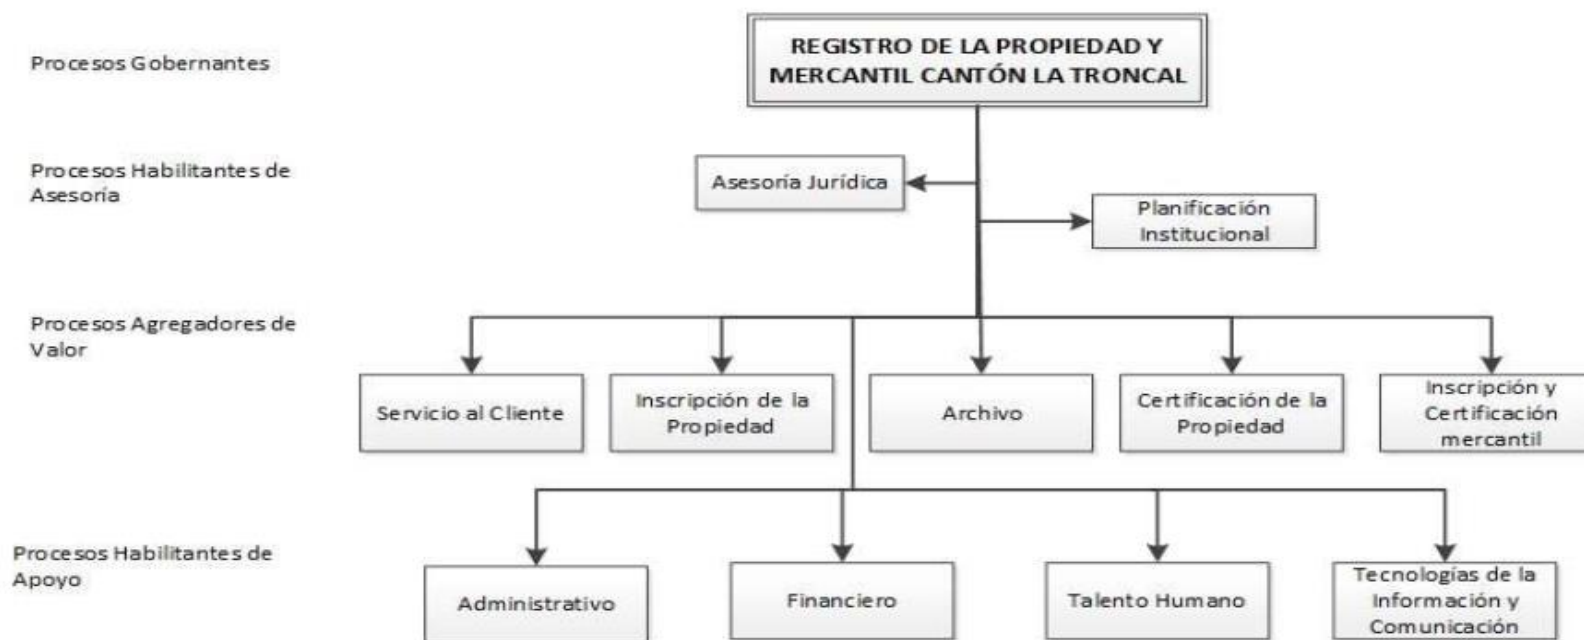 Procesos Gobernantes
REGISTRO DE LA PROPIEDAD Y
MERCANTIL CANTÓN LA TRONCAL
Procesos Habilitantes de
Asesoría
Asesoría Jurídica
Planificación
Institucional
Procesos Agregadores de
Valor
Servicio al Cliente
Inscripción de la
Propiedad
Archivo
Certificación de la
Propiedad
Inscripción y
Certificación
mercantil
Procesos Habilitantes de
Apoyo
Administrativo
Financiero
Talento Humano
Tecnologías de la
Información y
Comunicación